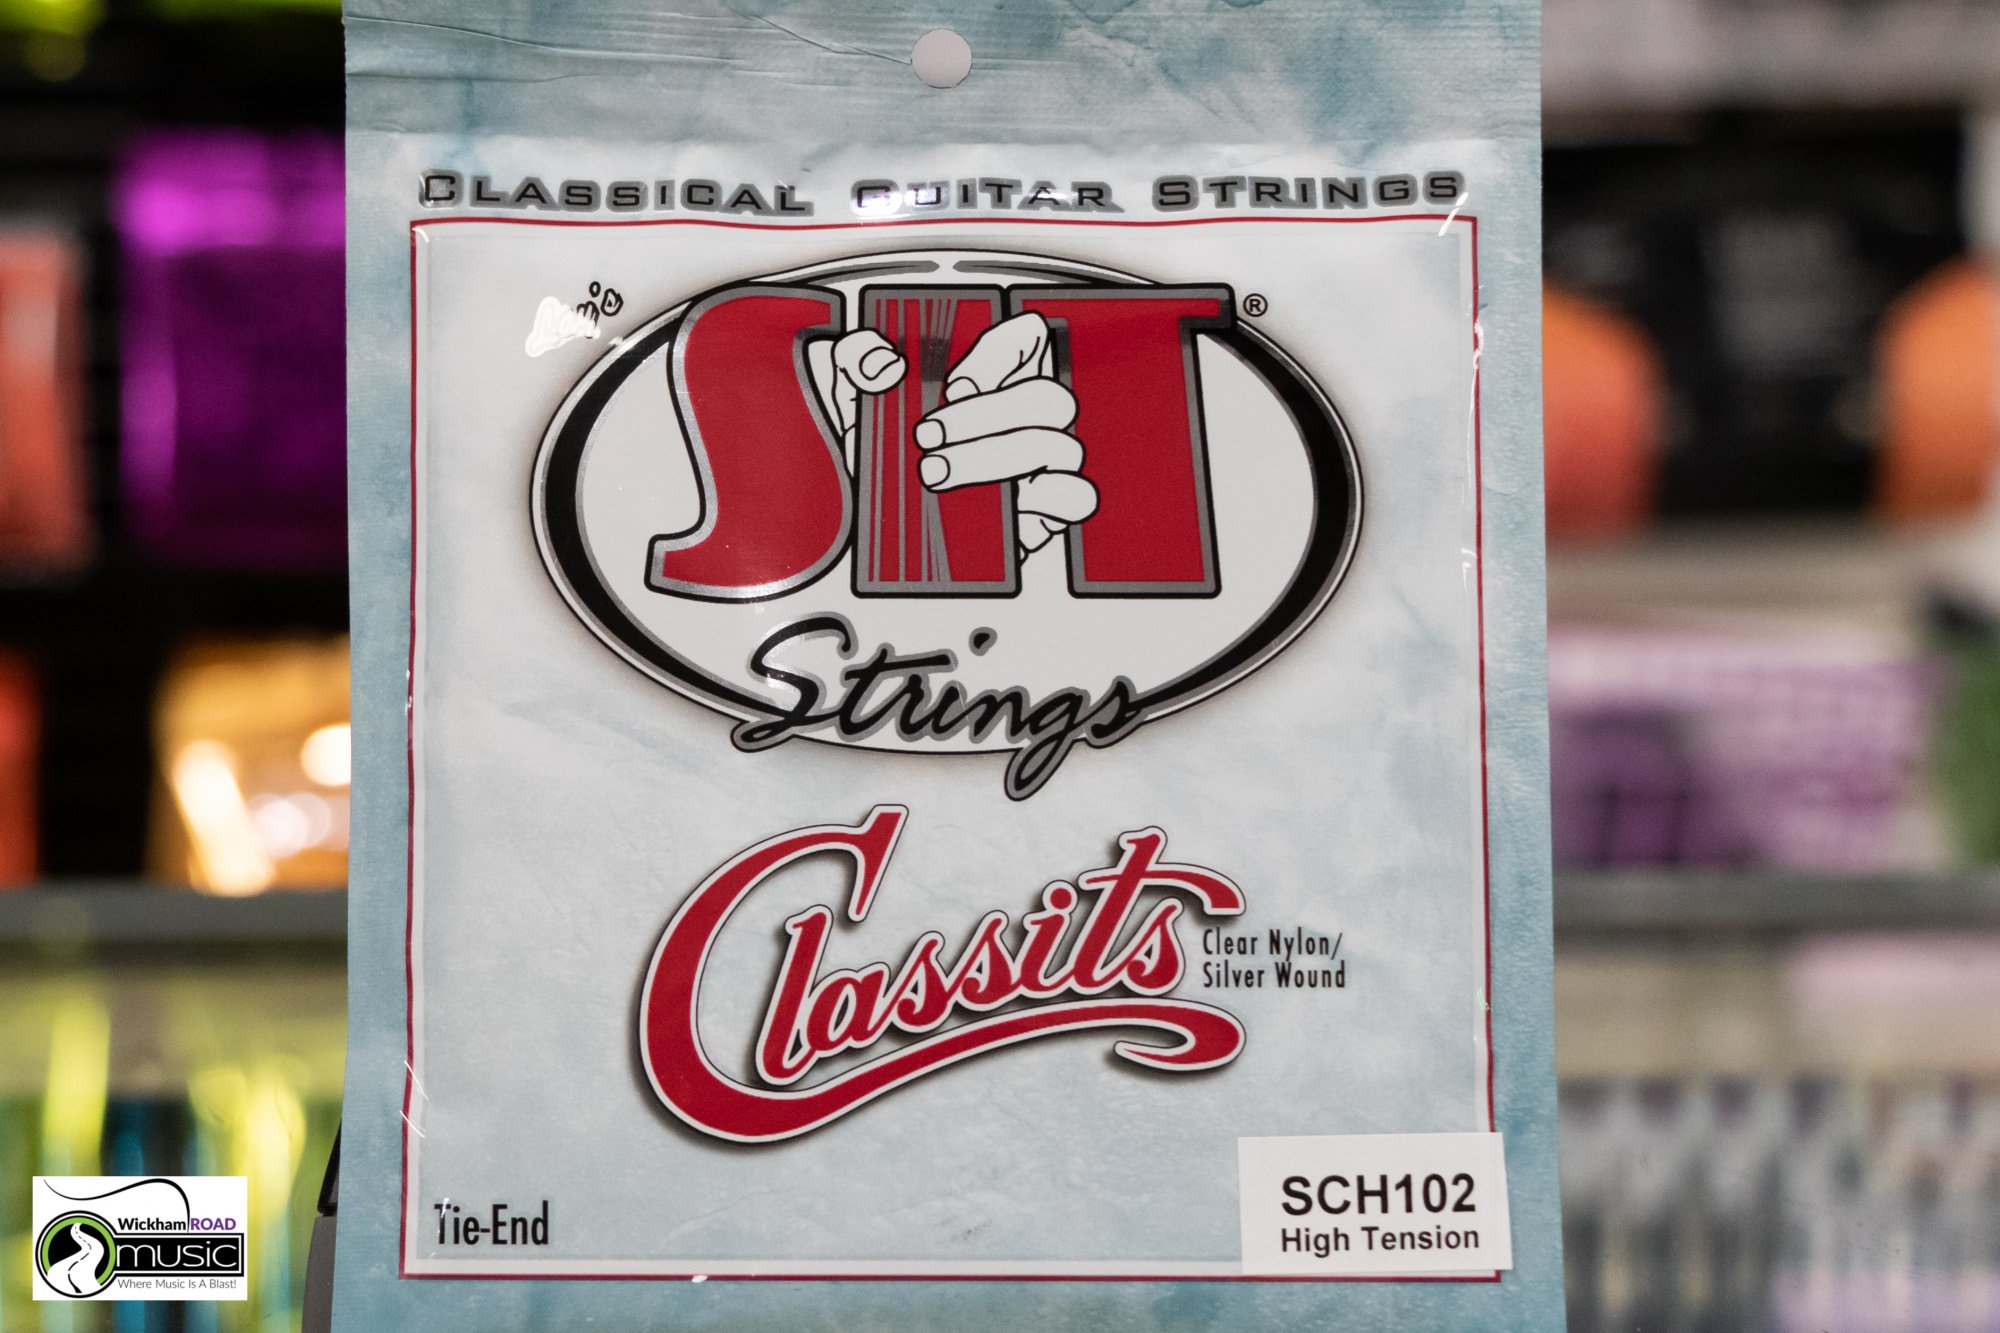 CLASSICAL GUITAR STRINGS
SIT®
Strings
Classits
Clear Nylon/
Silver Wound
Tie-End
SCH102
High Tension
Wickham ROAD
music
Where Music Is A Blast!